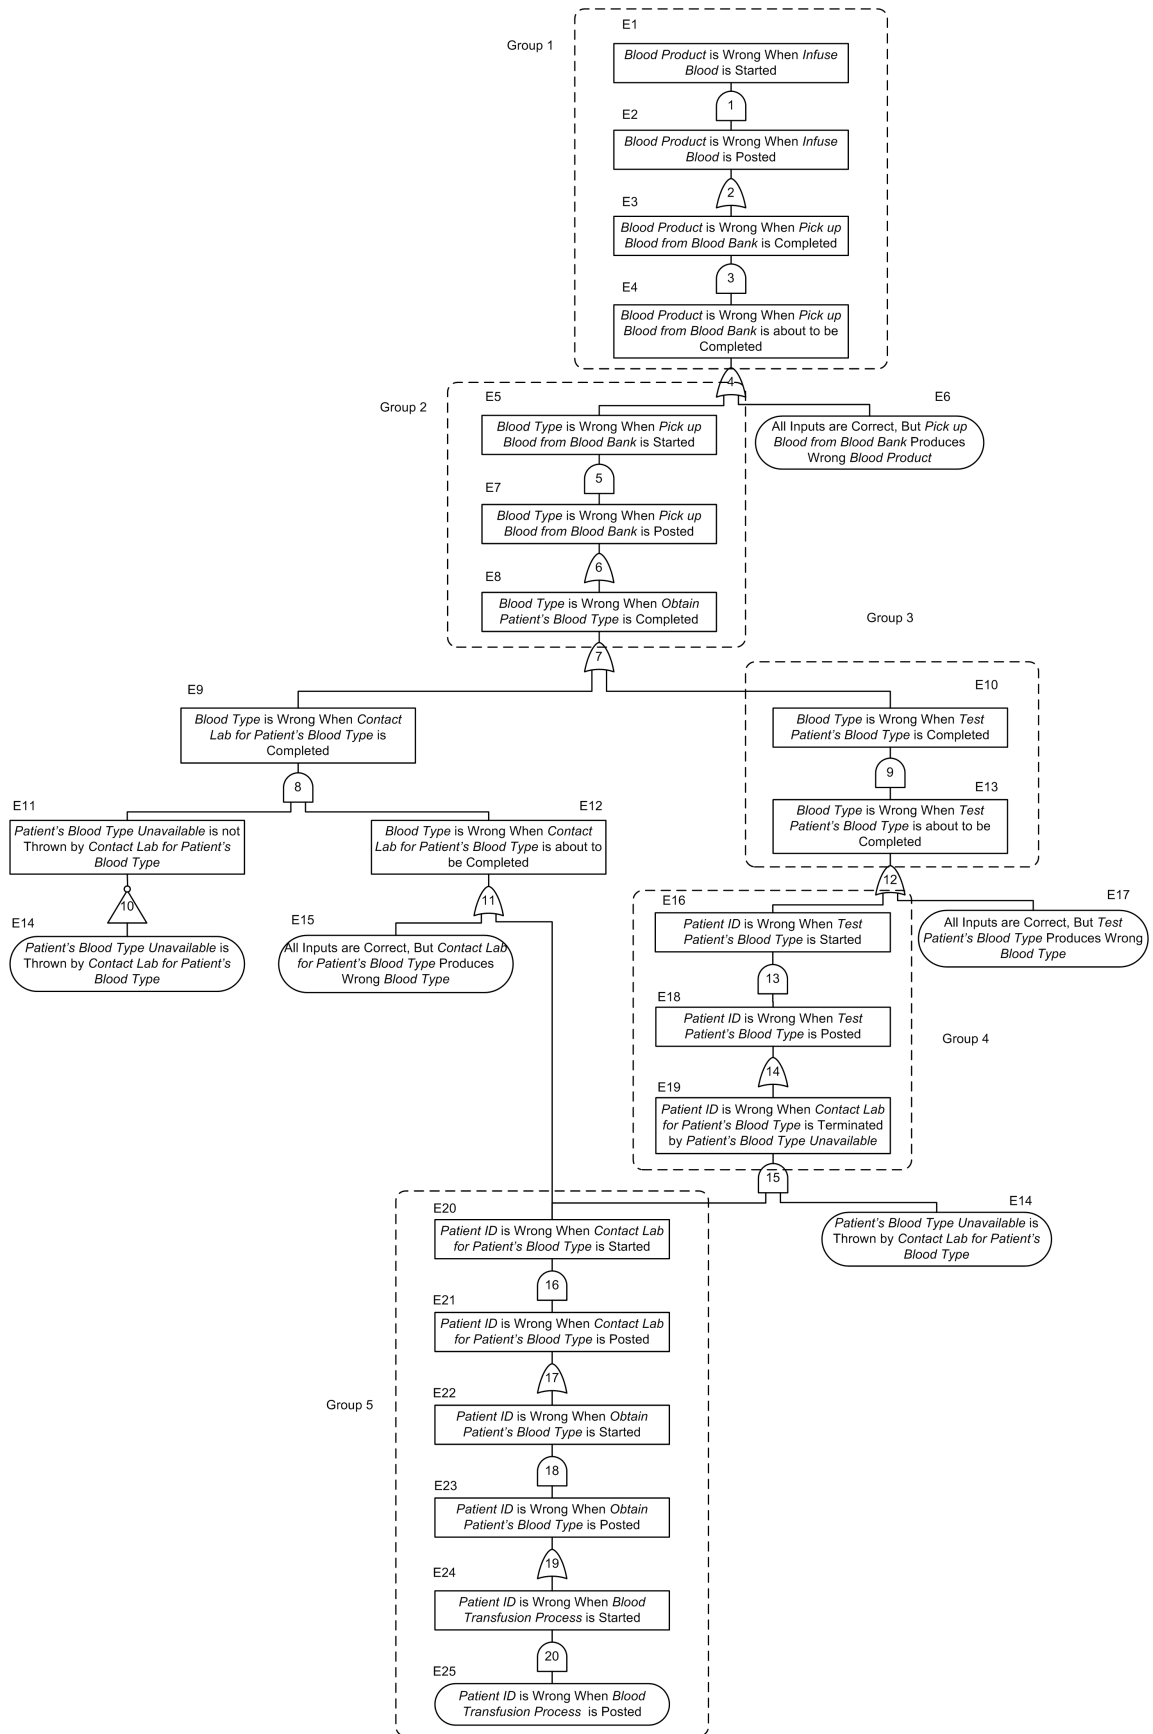 E1
Group 1
Blood Product is Wrong When Infuse
Blood is Started
1
E2
Blood Product is Wrong When Infuse
Blood is Posted
2
E3
Blood Product is Wrong When Pick up
Blood from Blood Bank is Completed
3
E4
Blood Product is Wrong When Pick up
Blood from Blood Bank is about to be
Completed
4
Group 2
E5
Blood Type is Wrong When Pick up
Blood from Blood Bank is Started
E6
All Inputs are Correct, But Pick up
Blood from Blood Bank Produces
Wrong Blood Product
5
E7
Blood Type is Wrong When Pick up
Blood from Blood Bank is Posted
6
E8
Blood Type is Wrong When Obtain
Patient's Blood Type is Completed
7
Group 3
E9
Blood Type is Wrong When Contact
Lab for Patient's Blood Type is
Completed
8
E10
Blood Type is Wrong When Test
Patient's Blood Type is Completed
9
E11
Patient's Blood Type Unavailable is not
Thrown by Contact Lab for Patient's
Blood Type
E12
Blood Type is Wrong When Contact
Lab for Patient's Blood Type is about to
be Completed
E13
Blood Type is Wrong When Test
Patient's Blood Type is about to be
Completed
10
11
12
E14
Patient's Blood Type Unavailable is
Thrown by Contact Lab for Patient's
Blood Type
E15
All Inputs are Correct, But Contact Lab
for Patient's Blood Type Produces
Wrong Blood Type
E16
Patient ID is Wrong When Test
Patient's Blood Type is Started
E17
All Inputs are Correct, But Test
Patient's Blood Type Produces Wrong
Blood Type
13
E18
Patient ID is Wrong When Test
Patient's Blood Type is Posted
Group 4
14
E19
Patient ID is Wrong When Contact Lab
for Patient's Blood Type is Terminated
by Patient's Blood Type Unavailable
15
E20
Patient ID is Wrong When Contact Lab
for Patient's Blood Type is Started
E14
Patient's Blood Type Unavailable is
Thrown by Contact Lab for Patient's
Blood Type
16
E21
Patient ID is Wrong When Contact Lab
for Patient's Blood Type is Posted
17
Group 5
E22
Patient ID is Wrong When Obtain
Patient's Blood Type is Started
18
E23
Patient ID is Wrong When Obtain
Patient's Blood Type is Posted
19
E24
Patient ID is Wrong When Blood
Transfusion Process is Started
20
E25
Patient ID is Wrong When Blood
Transfusion Process is Posted